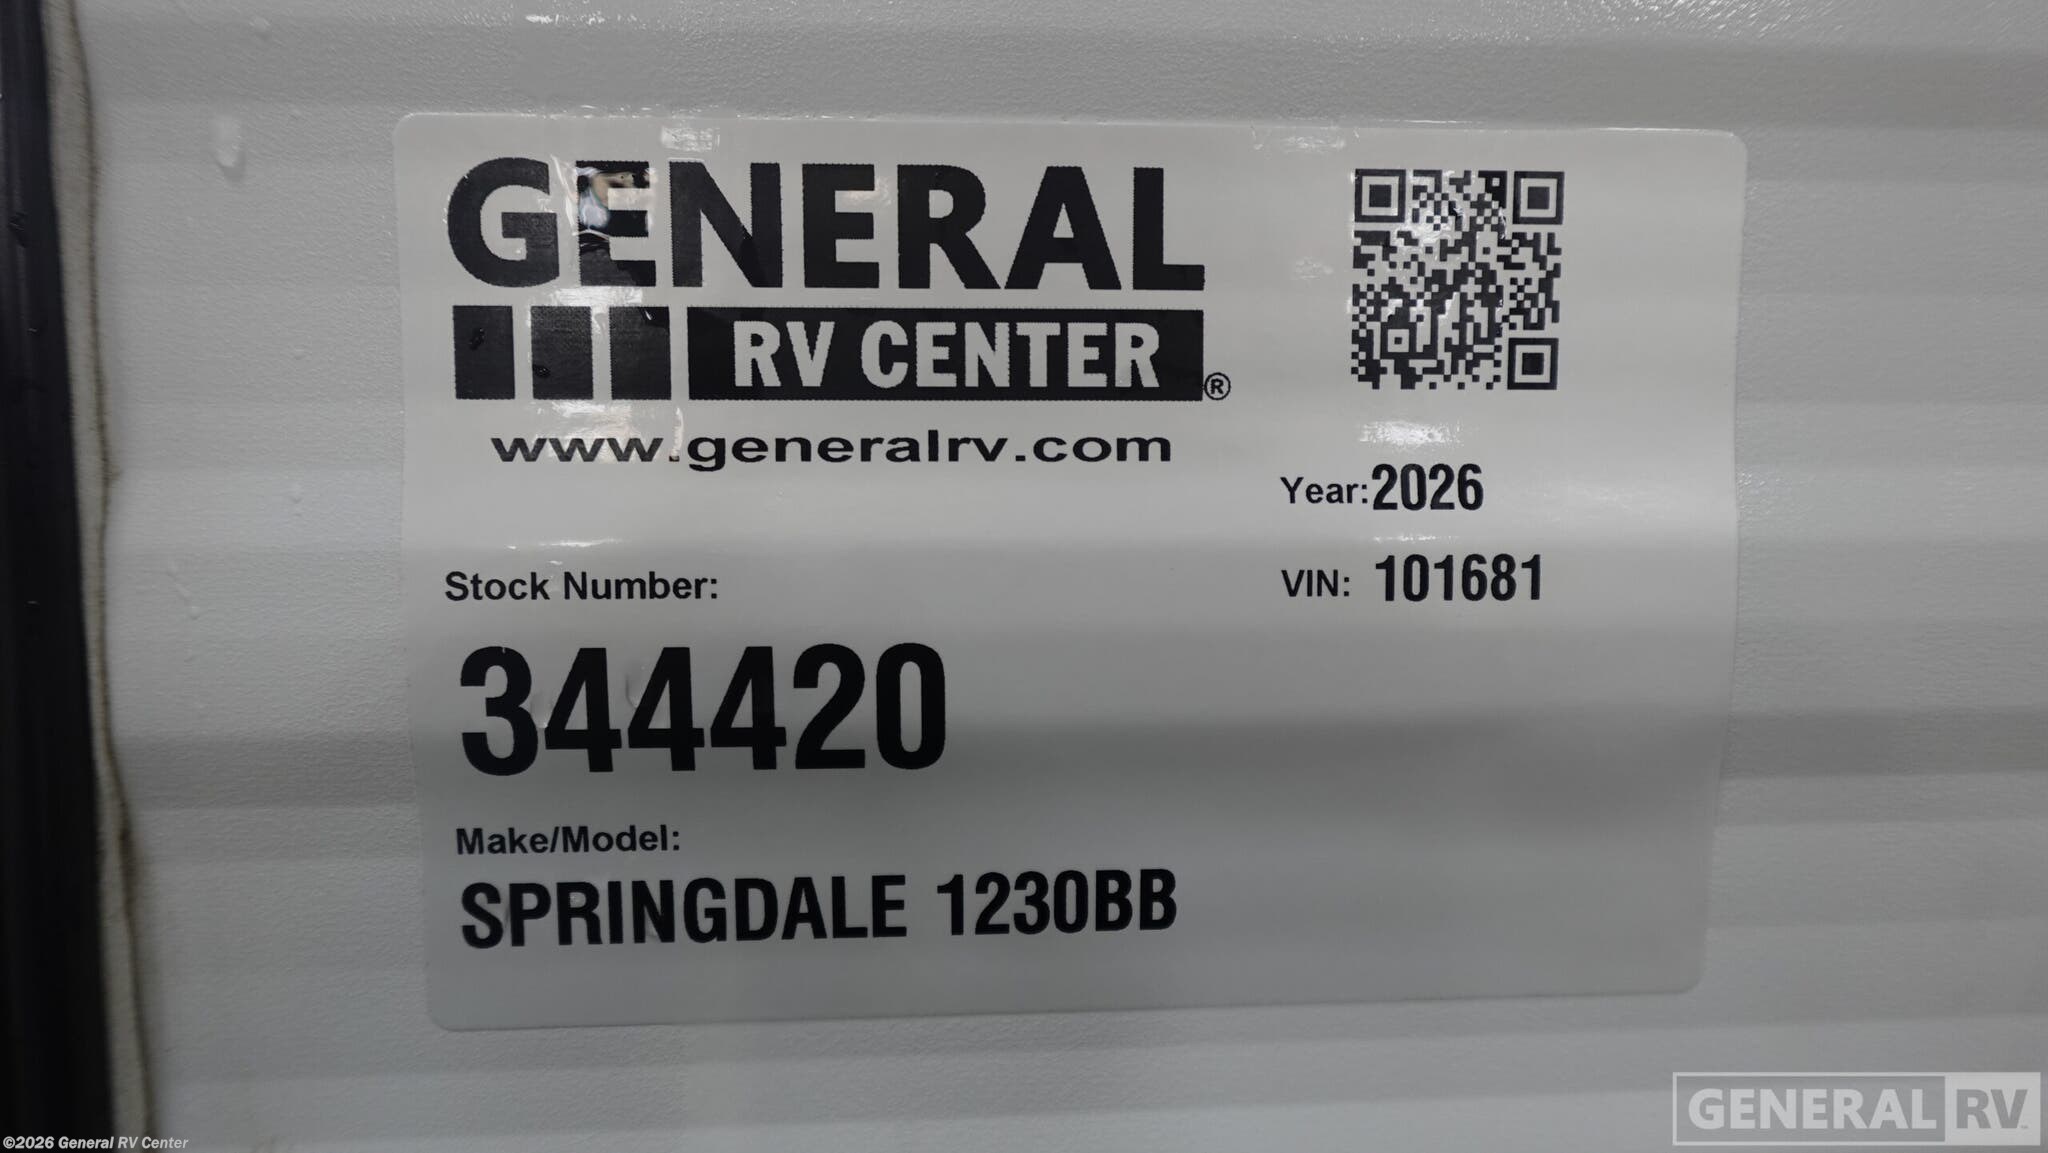 GENERAL
RV CENTER®
www.generalrv.com
Year:2026
VIN: 101681
Stock Number:
344420
Make/Model:
SPRINGDALE 1230BB
GENERAL RV™
©2026 General RV Center